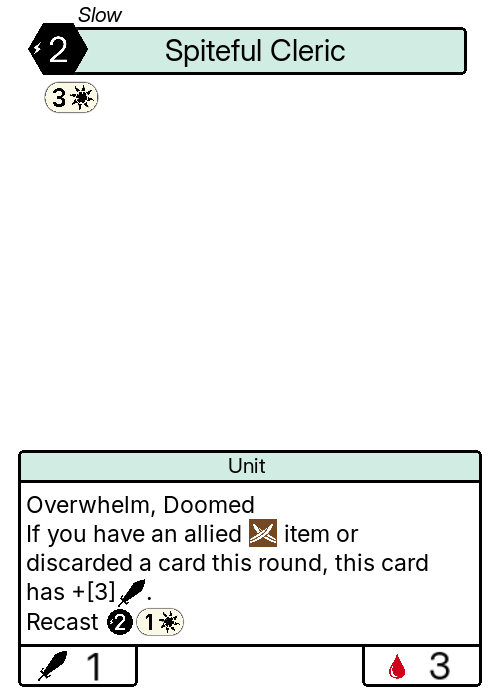 Slow
2 Spiteful Cleric
3
Unit
Overwhelm, Doomed
If you have an allied item or
discarded a card this round, this card
has +[3] .
Recast 2 1
1 3